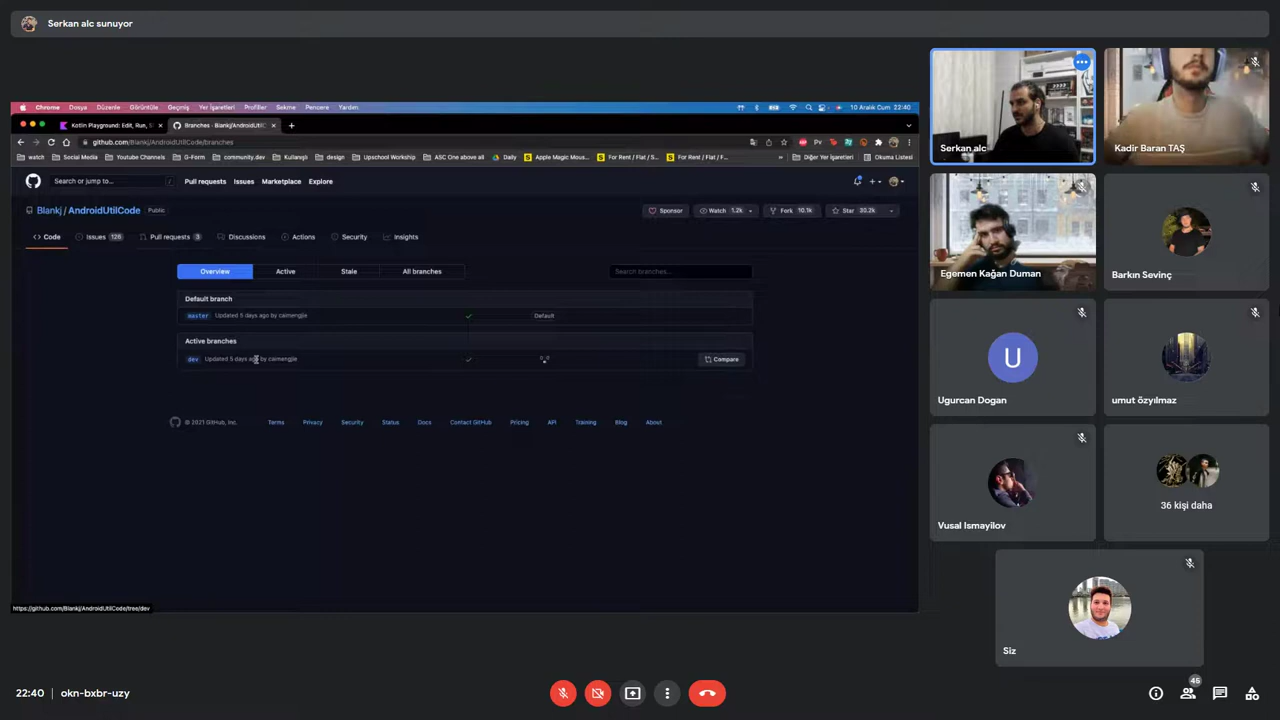 Serkan alc sunuyor
Chrome Dosya Düzenle Görüntüle Geçmiş Yer İşaretleri Profiller Sekme Pencere Yardım
10 Aralık Cum 22:40
Kotlin Playground: Edit, Run, S
Branches · Blankj/AndroidUtilC
github.com/Blankj/AndroidUtilCode/branches
watch Social Media Youtube Channels G-Form community.dev Kullanışlı design Upschool Workship ASC One above all Daily Apple Magic Mous... For Rent / Flat / F... For Rent / Flat / F... » Diğer Yer İşaretleri Okuma Listesi
Search or jump to... / Pull requests Issues Marketplace Explore
Blankj / AndroidUtilCode Public
Sponsor Watch 1.2k Fork 10.1k Star 30.2k
Code Issues 126 Pull requests 3 Discussions Actions Security Insights
Overview Active Stale All branches
Search branches...
Default branch
master Updated 5 days ago by caimengjie Default
Active branches
dev Updated 5 days ago by caimengjie Compare
© 2021 GitHub, Inc. Terms Privacy Security Status Docs Contact GitHub Pricing API Training Blog About
https://github.com/Blankj/AndroidUtilCode/tree/dev
Serkan alc
Kadir Baran TAŞ
Egemen Kağan Duman
Barkın Sevinç
U
Ugurcan Dogan
umut özyılmaz
Vusal Ismayilov
36 kişi daha
Siz
22:40 okn-bxbr-uzy
45